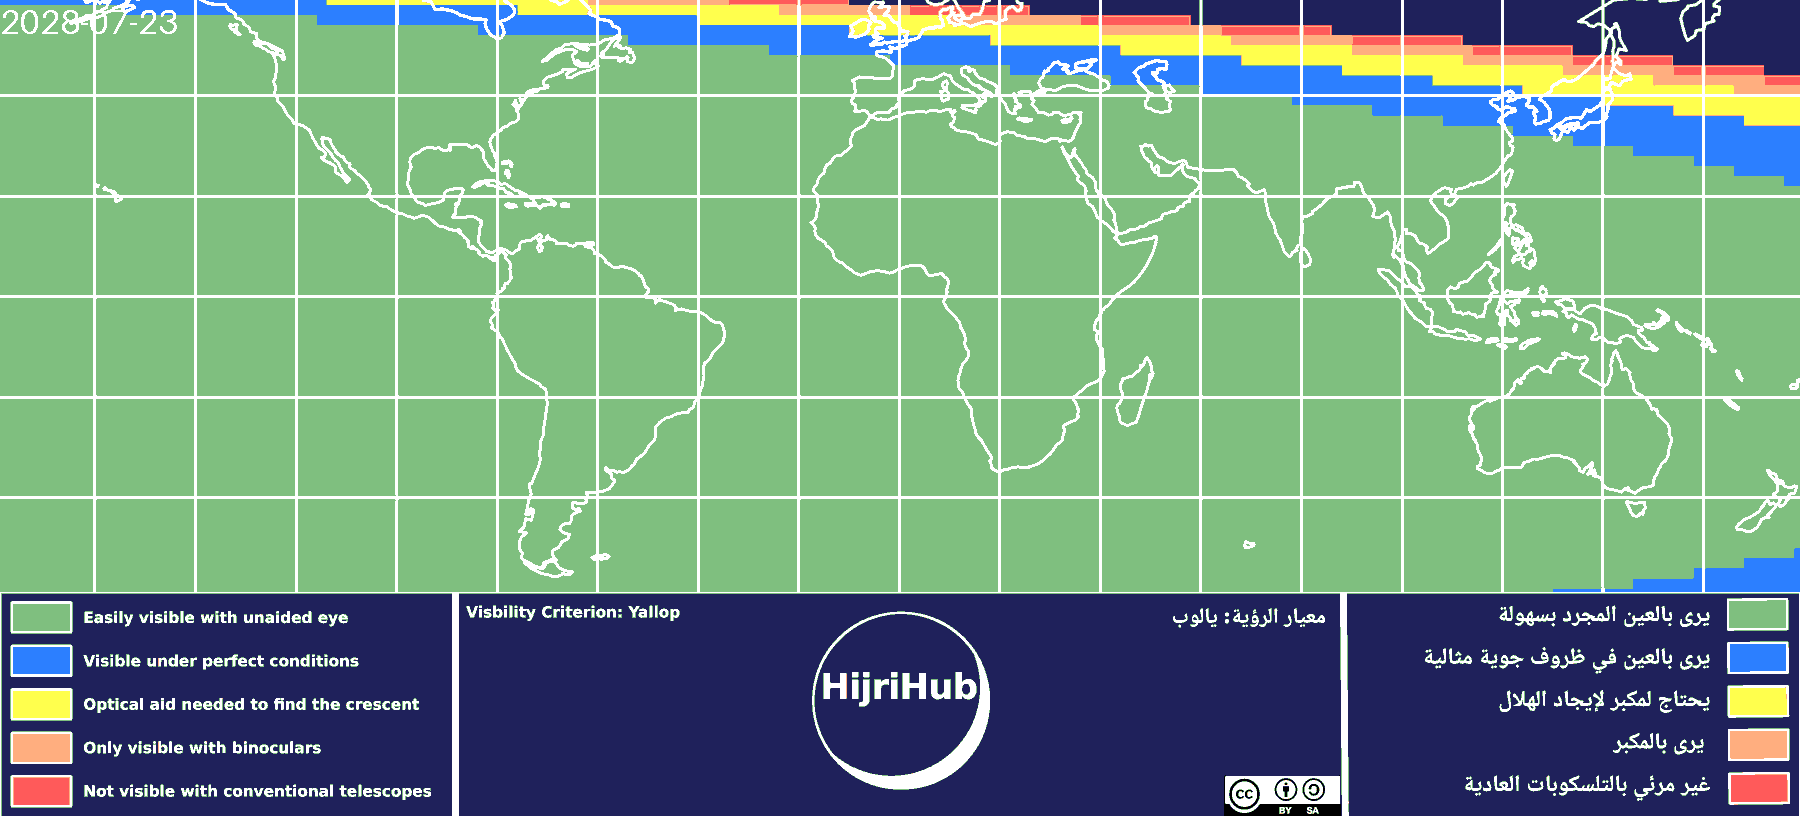 2028-07-23
Easily visible with unaided eye
Visible under perfect conditions
Optical aid needed to find the crescent
Only visible with binoculars
Not visible with conventional telescopes
Visbility Criterion: Yallop
معيار الرؤية: يالوب
HijriHub
cc
BY SA
يرى بالعين المجرد بسهولة
يرى بالعين في ظروف جوية مثالية
يحتاج لمكبر لإيجاد الهلال
يرى بالمكبر
غير مرئي بالتلسكوبات العادية